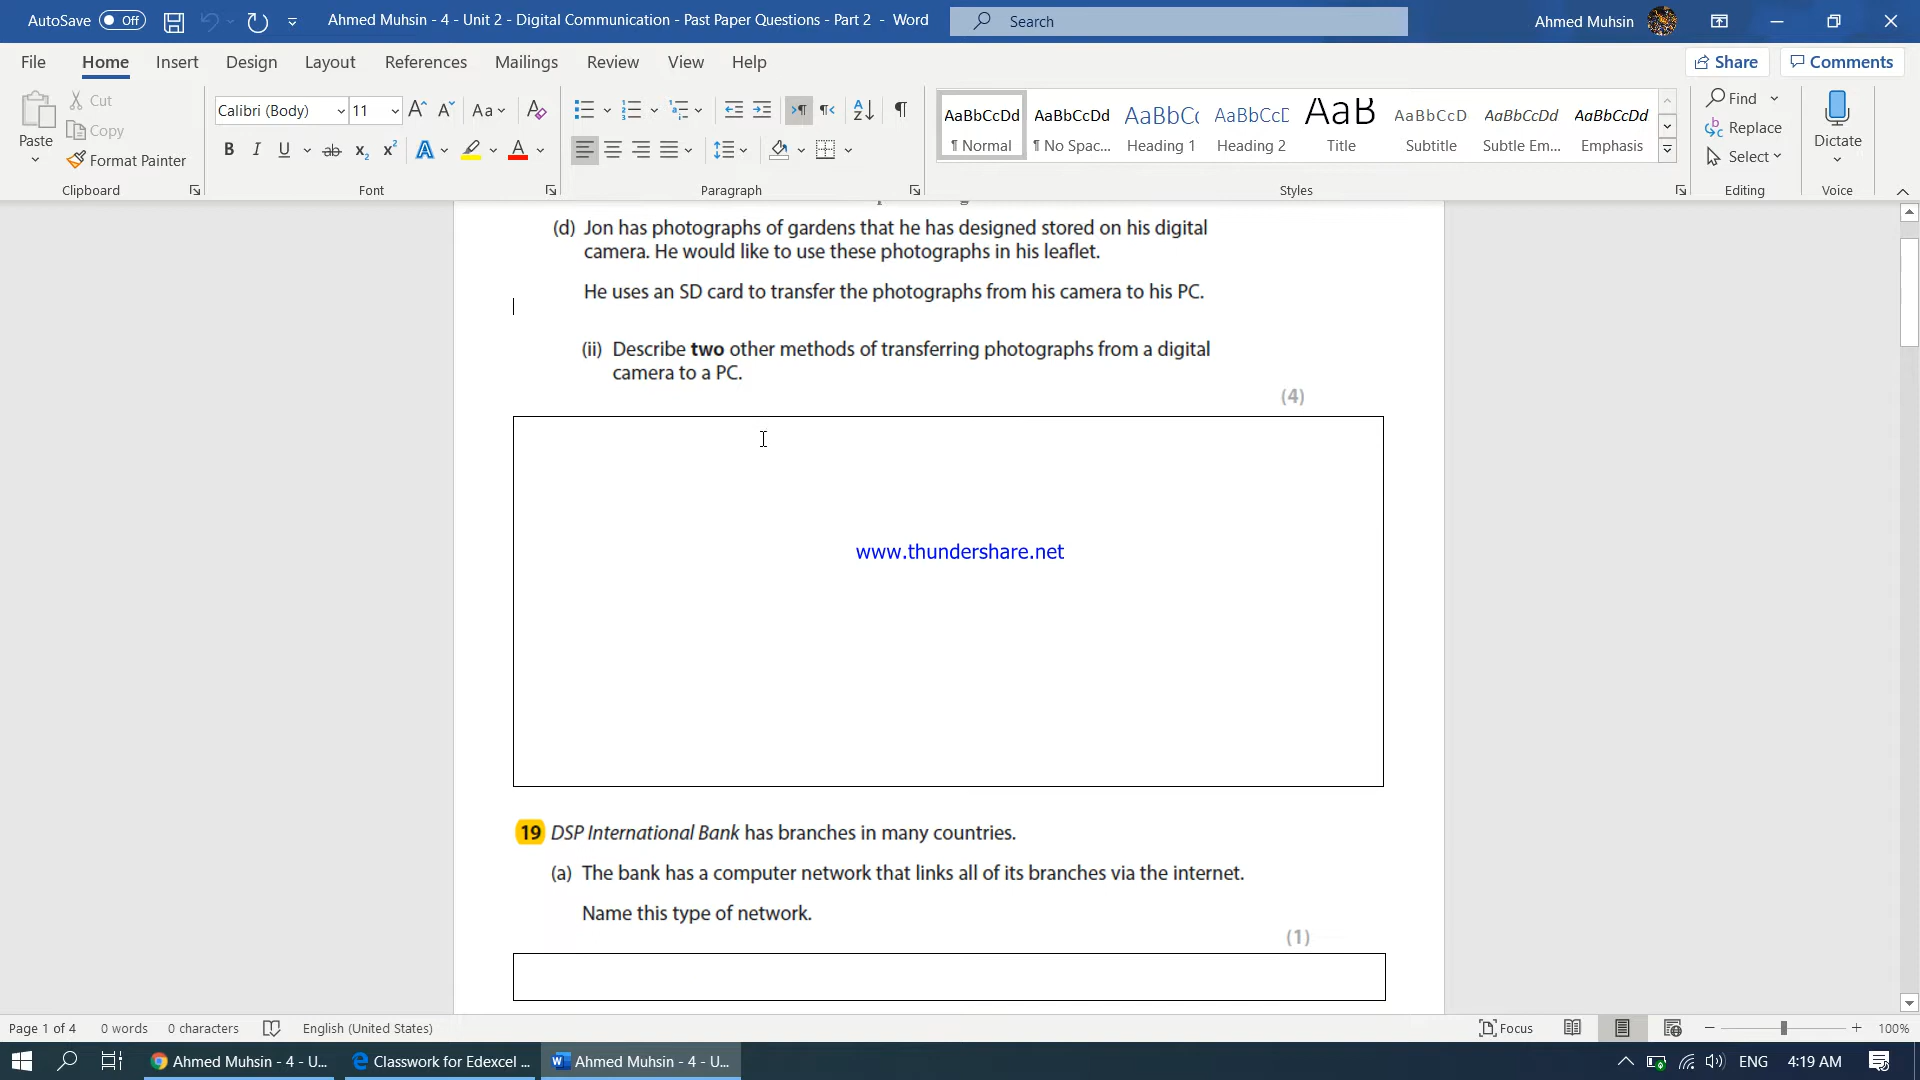 AutoSave Off Ahmed Muhsin - 4 - Unit 2 - Digital Communication - Past Paper Questions - Part 2 - Word Search Ahmed Muhsin
File Home Insert Design Layout References Mailings Review View Help Share Comments
Paste Cut Copy Format Painter
Calibri (Body) 11
AaBbCcDd AaBbCcDd AaBbCc AaBbCcE AaB AaBbCcD AaBbCcDd AaBbCcDd
¶ Normal ¶ No Spac... Heading 1 Heading 2 Title Subtitle Subtle Em... Emphasis
Find Replace Select Dictate
Clipboard Font Paragraph Styles Editing Voice
(d) Jon has photographs of gardens that he has designed stored on his digital
camera. He would like to use these photographs in his leaflet.
He uses an SD card to transfer the photographs from his camera to his PC.
(ii) Describe two other methods of transferring photographs from a digital
camera to a PC.
(4)
www.thundershare.net
19 DSP International Bank has branches in many countries.
(a) The bank has a computer network that links all of its branches via the internet.
Name this type of network.
(1)
Page 1 of 4 0 words 0 characters English (United States) Focus 100%
Ahmed Muhsin - 4 - U... Classwork for Edexcel ... Ahmed Muhsin - 4 - U... ENG 4:19 AM